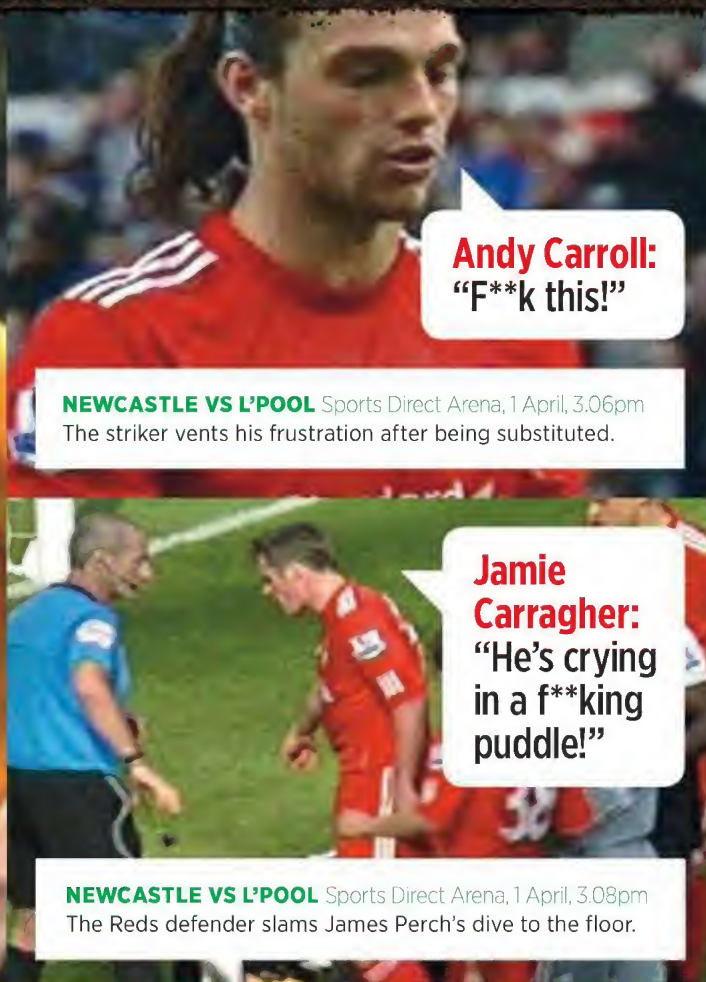 Andy Carroll:
“F**k this!”
NEWCASTLE VS L’POOL Sports Direct Arena, 1 April, 3.06pm
The striker vents his frustration after being substituted.
Jamie
Carragher:
“He’s crying
in a f**king
puddle!”
38
NEWCASTLE VS L’POOL Sports Direct Arena, 1 April, 3.08pm
The Reds defender slams James Perch’s dive to the floor.